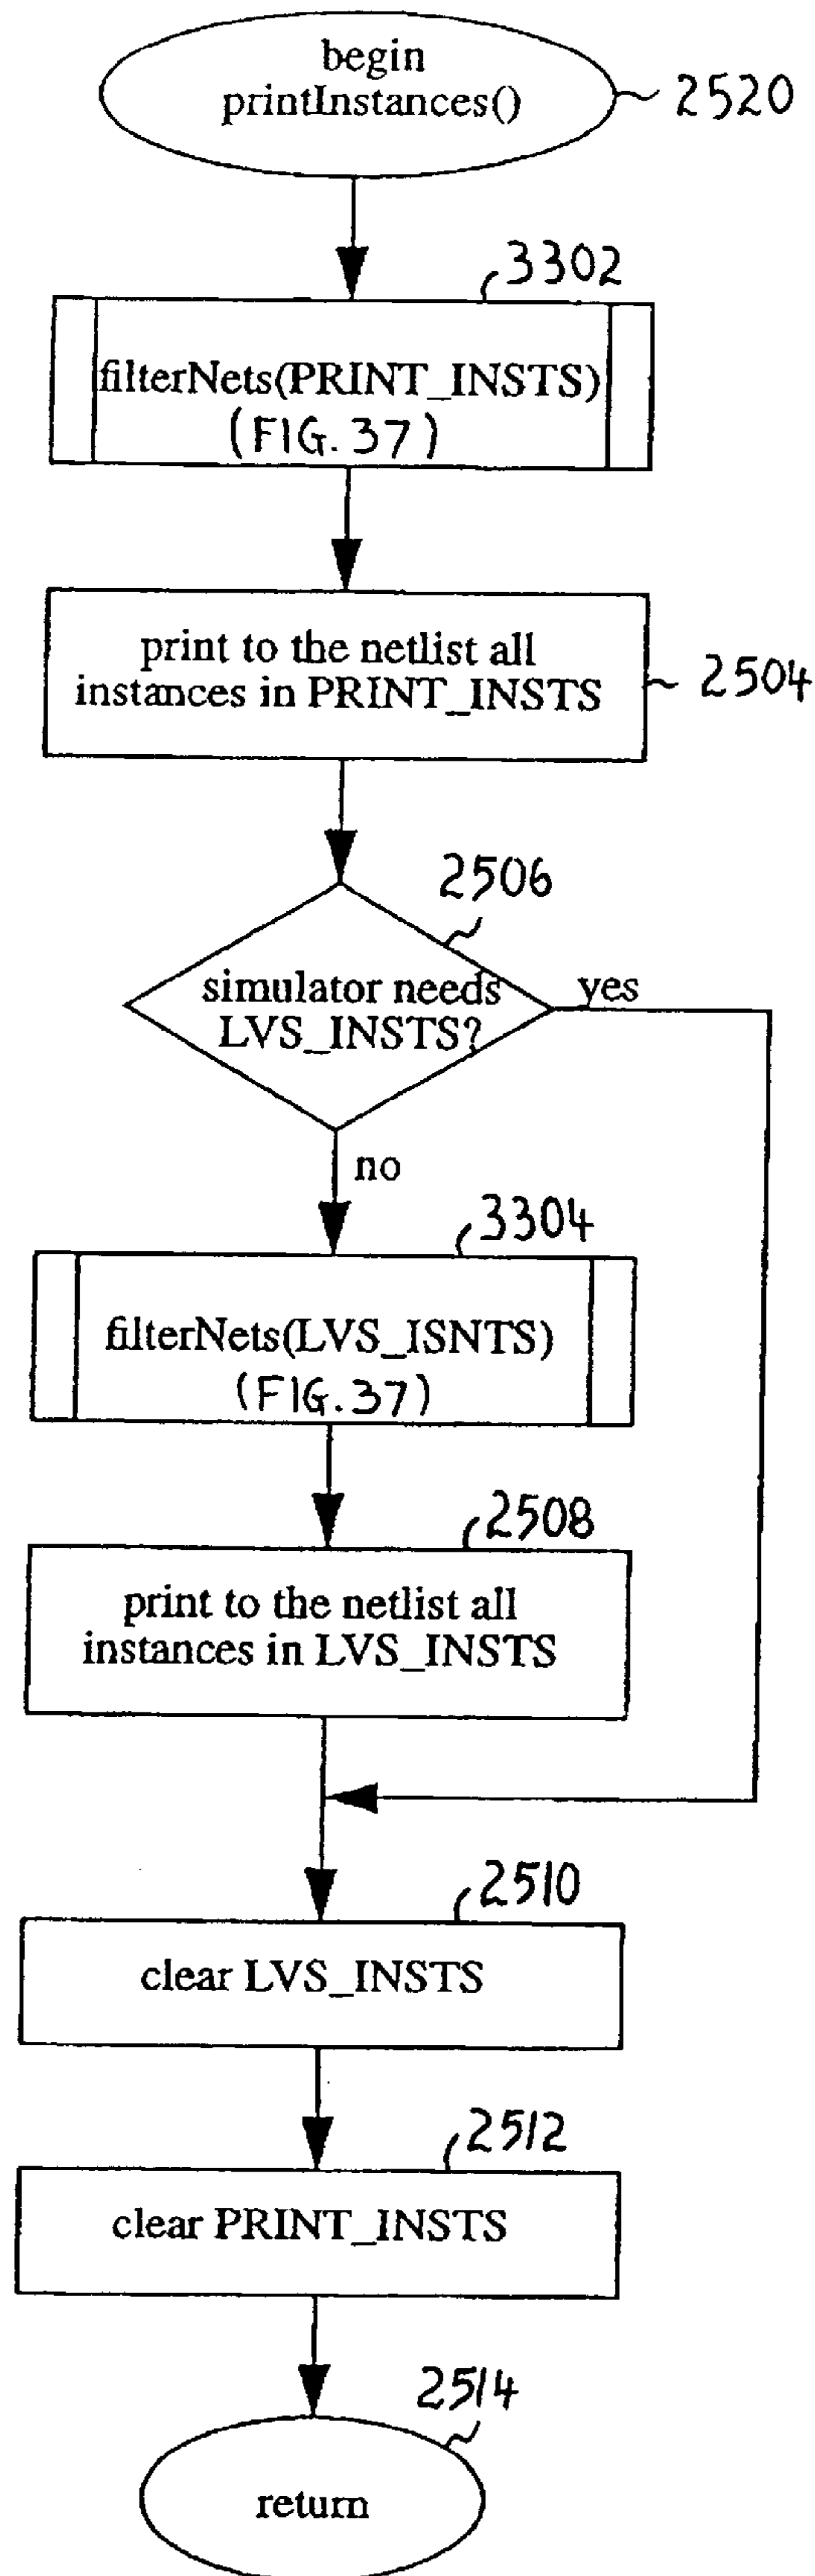 begin
printInstances()
2520
3302
filterNets(PRINT_INSTS)
(FIG. 37)
print to the netlist all
instances in PRINT_INSTS
2504
2506
simulator needs
LVS_INSTS?
yes
no
3304
filterNets(LVS_ISNTS)
(FIG. 37)
2508
print to the netlist all
instances in LVS_INSTS
2510
clear LVS_INSTS
2512
clear PRINT_INSTS
2514
return